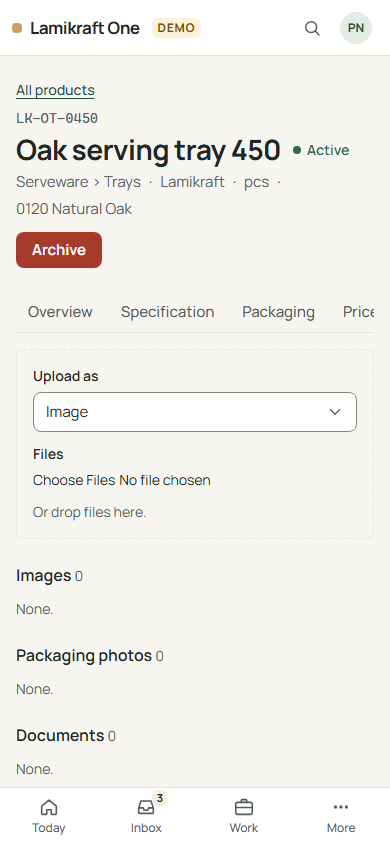 Lamikraft One DEMO PN
All products
LK-OT-0450
Oak serving tray 450 Active
Serveware > Trays · Lamikraft · pcs ·
0120 Natural Oak
Archive
Overview Specification Packaging Price
Upload as
Image
Files
Choose Files No file chosen
Or drop files here.
Images 0
None.
Packaging photos 0
None.
Documents 0
None.
3
Today Inbox Work More